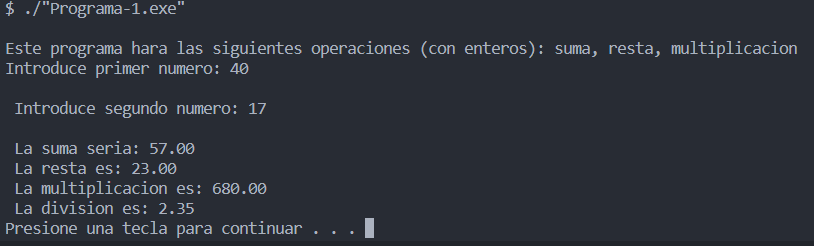 $ ./"Programa-1.exe"
Este programa hara las siguientes operaciones (con enteros): suma, resta, multiplicacion
Introduce primer numero: 40
Introduce segundo numero: 17
La suma seria: 57.00
La resta es: 23.00
La multiplicacion es: 680.00
La division es: 2.35
Presione una tecla para continuar . . .